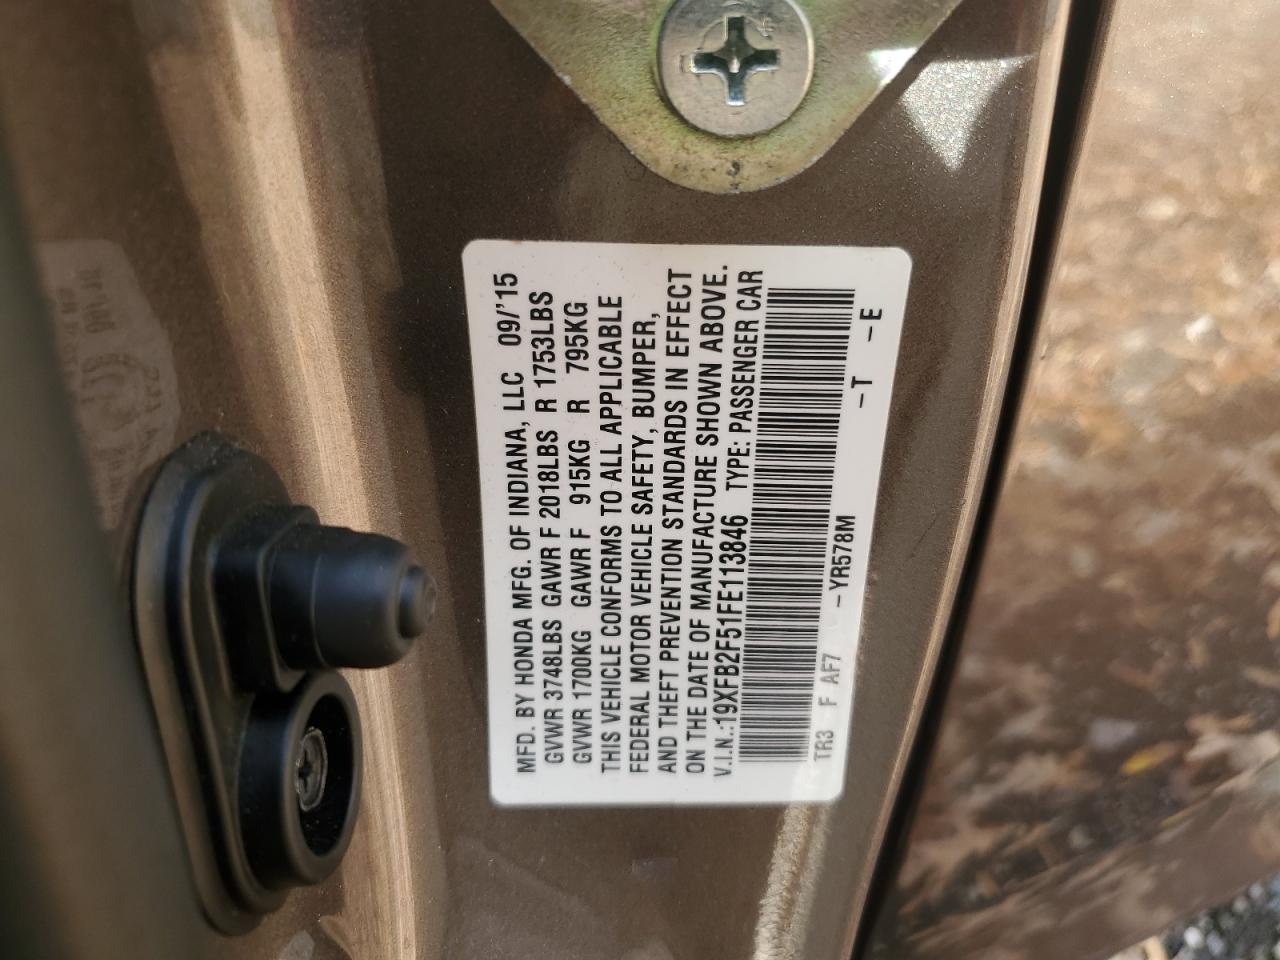 MFD. BY HONDA MFG. OF INDIANA, LLC 09/'15
GVWR 3748LBS GAWR F 2018LBS R 1753LBS
GVWR 1700KG GAWR F 915KG R 795KG
THIS VEHICLE CONFORMS TO ALL APPLICABLE
FEDERAL MOTOR VEHICLE SAFETY, BUMPER,
AND THEFT PREVENTION STANDARDS IN EFFECT
ON THE DATE OF MANUFACTURE SHOWN ABOVE.
V.I.N.:19XFB2F51FE113846 TYPE: PASSENGER CAR
TR3 F AF7 –YR578M –T –E